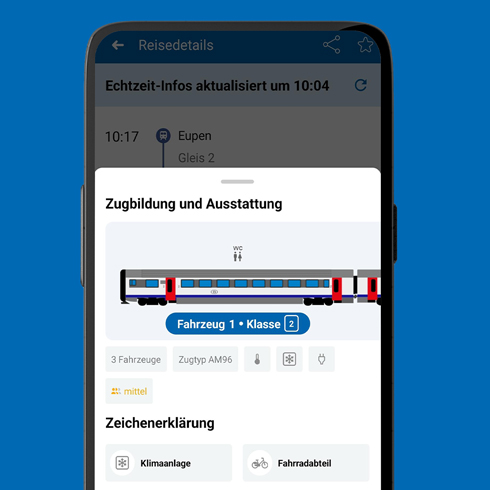 Reisedetails
Echtzeit-Infos aktualisiert um 10:04
10:17 Eupen
Gleis 2
Zugbildung und Ausstattung
WC
Fahrzeug 1 • Klasse 2
3 Fahrzeuge Zugtyp AM96
mittel
Zeichenerklärung
Klimaanlage Fahrradabteil